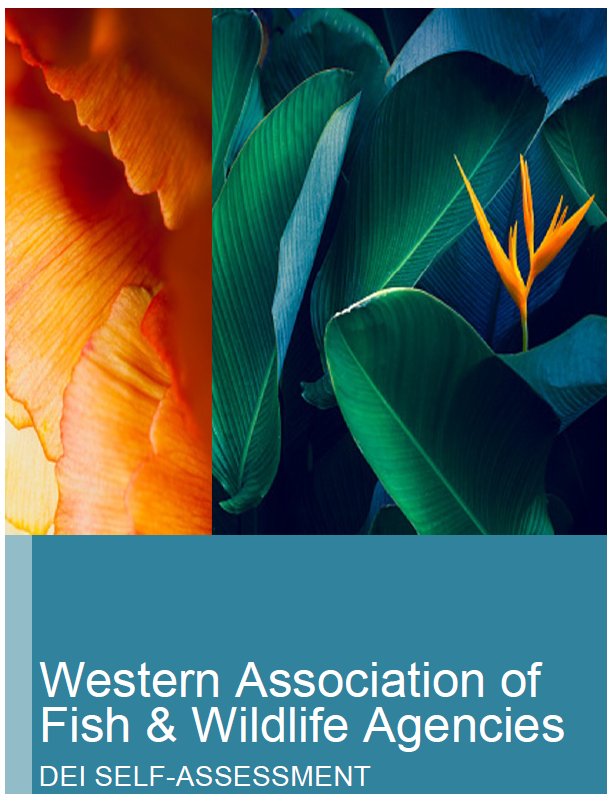 Western Association of
Fish & Wildlife Agencies
DEI SELF-ASSESSMENT